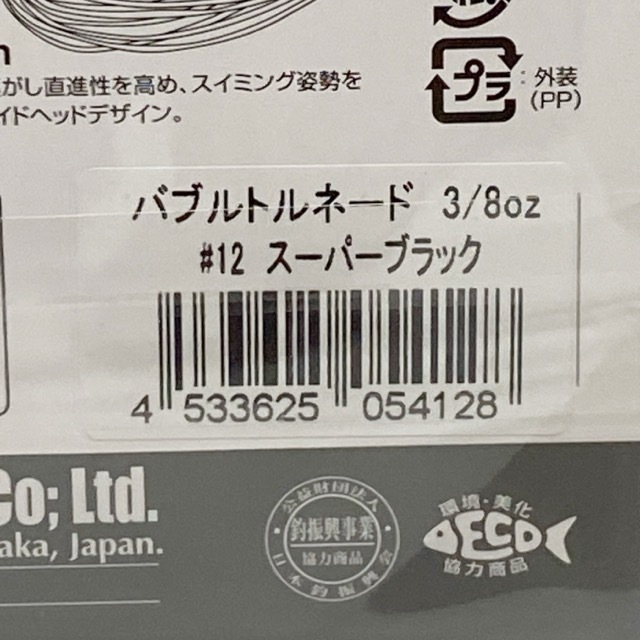 がし直進性を高め、スイミング姿勢を
イドヘッドデザイン。
プラ
:外装
(PP)
バブルトルネード 3/8oz
#12 スーパーブラック
4 533625 054128
Co; Ltd.
aka, Japan.
公益財団法人
釣振興事業
協力商品
日本釣振興会
環境・美化
ECO
協力商品